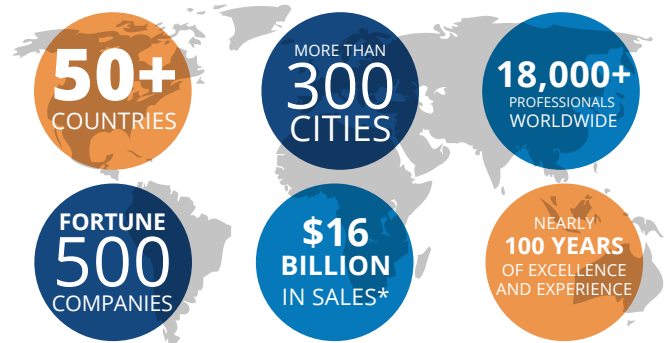 50+
COUNTRIES
MORE THAN
300
CITIES
18,000+
PROFESSIONALS
WORLDWIDE
FORTUNE
500
COMPANIES
$16
BILLION
IN SALES*
NEARLY
100 YEARS
OF EXCELLENCE
AND EXPERIENCE